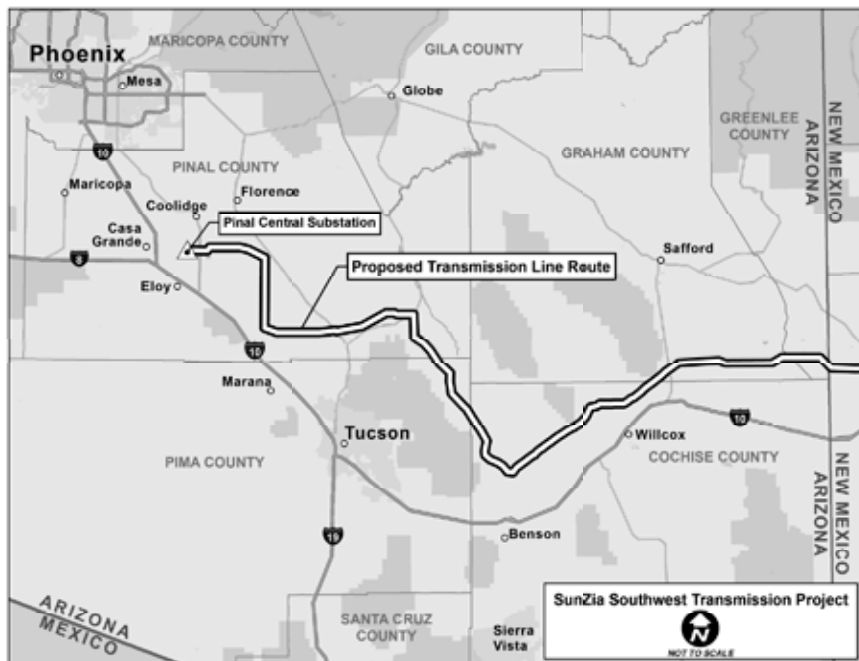 Phoenix
MARICOPA COUNTY
GILA COUNTY
Mesa
Globe
GREENLEE
COUNTY
NEW MEXICO
ARIZONA
10
PINAL COUNTY
GRAHAM COUNTY
Maricopa
Florence
Coolidge
Pinal Central Substation
Casa
Grande
Safford
8
Proposed Transmission Line Route
Eloy
10
Marana
Tucson
Willcox
10
PIMA COUNTY
COCHISE COUNTY
NEW MEXICO
ARIZONA
19
Benson
ARIZONA
MEXICO
SANTA CRUZ
COUNTY
Sierra
Vista
SunZia Southwest Transmission Project
N
NOT TO SCALE